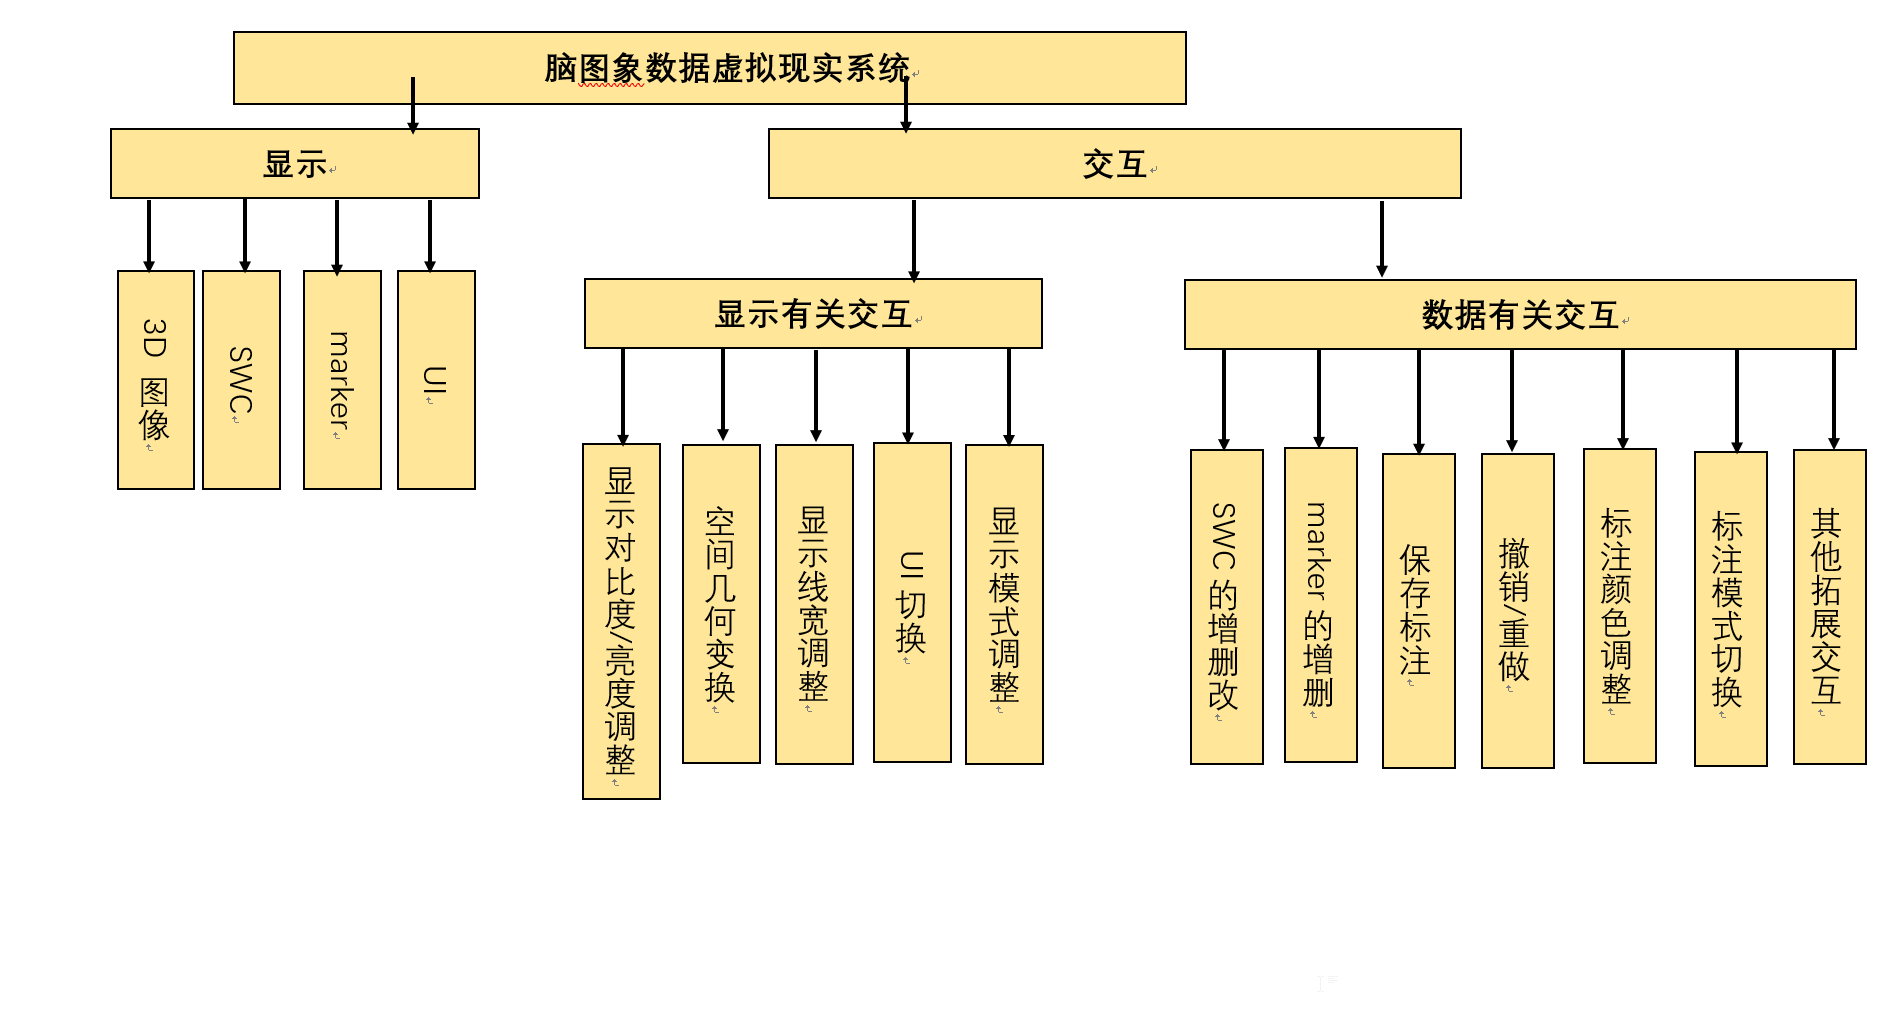 脑图象数据虚拟现实系统
显示
交互
3D 图像
SWC
marker
UI
显示有关交互
数据有关交互
显示对比度/亮度调整
空间几何变换
显示线宽调整
UI 切换
显示模式调整
SWC 的增删改
marker 的增删
保存标注
撤销/重做
标注颜色调整
标注模式切换
其他拓展交互